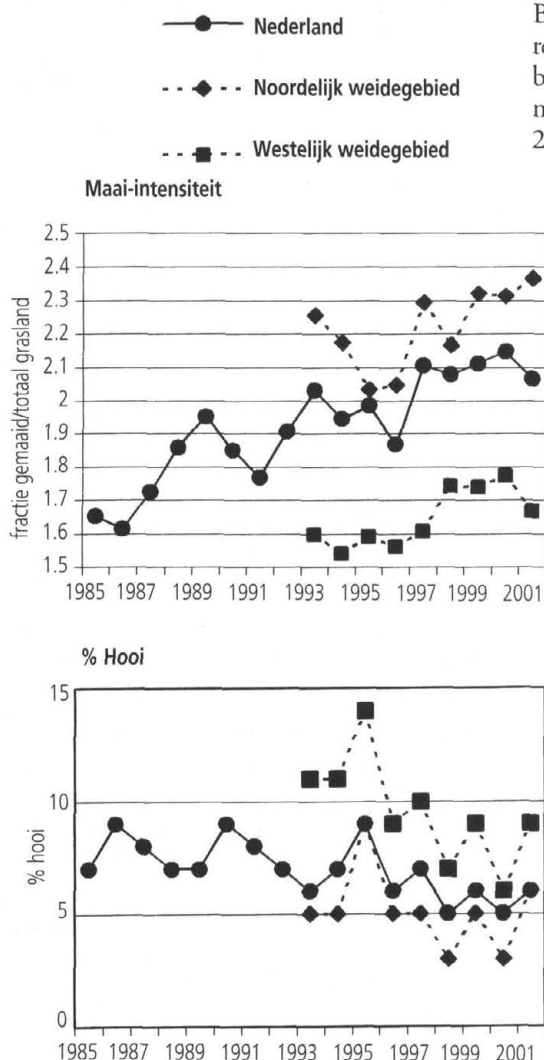 Nederland
Noordelijk weidegebied
Westelijk weidegebied
B
re
b
n
2
Maai-intensiteit
fractie gemaaid/totaal grasland
2.5
2.4
2.3
2.2
2.1
2
1.9
1.8
1.7
1.6
1.5
1985 1987 1989 1991 1993 1995 1997 1999 2001
% Hooi
% hooi
15
10
5
0
1985 1987 1989 1991 1993 1995 1997 1999 2001